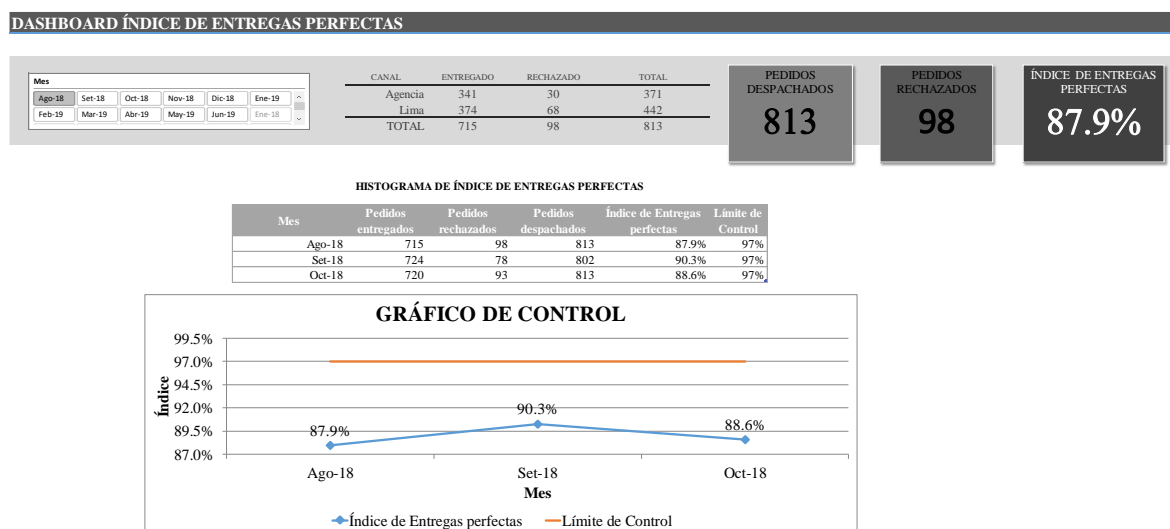 DASHBOARD ÍNDICE DE ENTREGAS PERFECTAS
Mes
Ago-18 Set-18 Oct-18 Nov-18 Dic-18 Ene-19
Feb-19 Mar-19 Abr-19 May-19 Jun-19 Ene-18
CANAL ENTREGADO RECHAZADO TOTAL
Agencia 341 30 371
Lima 374 68 442
TOTAL 715 98 813
PEDIDOS
DESPACHADOS
813
PEDIDOS
RECHAZADOS
98
ÍNDICE DE ENTREGAS
PERFECTAS
87.9%
HISTOGRAMA DE ÍNDICE DE ENTREGAS PERFECTAS
Mes Pedidos entregados Pedidos rechazados Pedidos despachados Índice de Entregas perfectas Límite de Control
Ago-18 715 98 813 87.9% 97%
Set-18 724 78 802 90.3% 97%
Oct-18 720 93 813 88.6% 97%
GRÁFICO DE CONTROL
Índice
99.5%
97.0%
94.5%
92.0%
89.5%
87.0%
87.9%
90.3%
88.6%
Ago-18 Set-18 Oct-18
Mes
Índice de Entregas perfectas Límite de Control